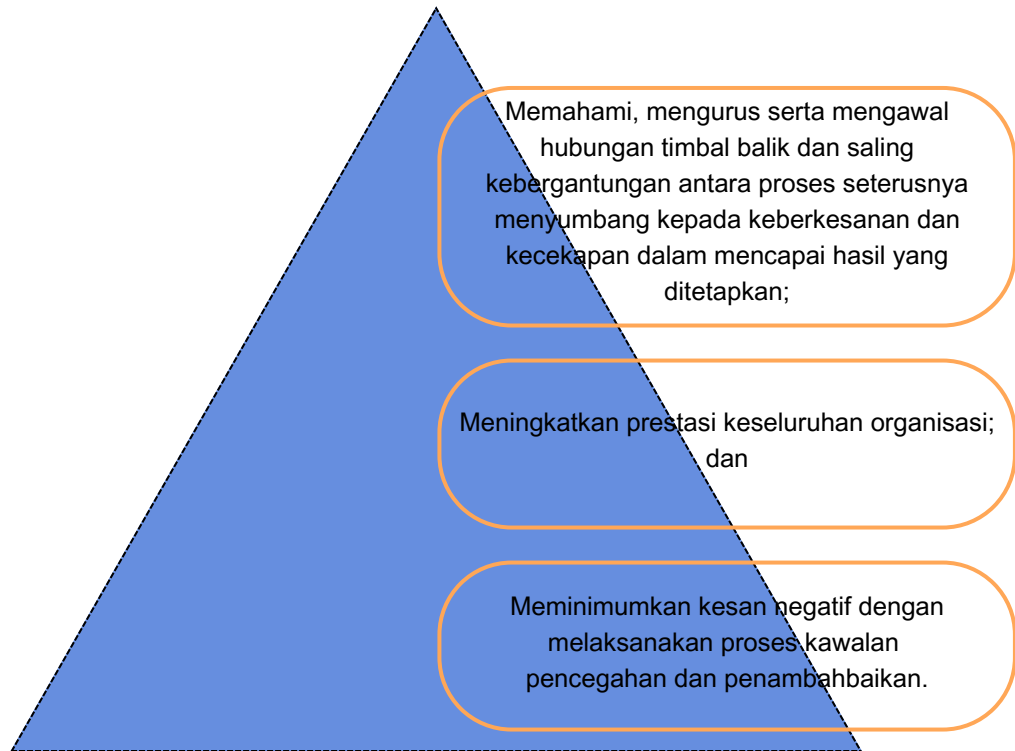 Memahami, mengurus serta mengawal
hubungan timbal balik dan saling
kebergantungan antara proses seterusnya
menyumbang kepada keberkesanan dan
kecekapan dalam mencapai hasil yang
ditetapkan;
Meningkatkan prestasi keseluruhan organisasi;
dan
Meminimumkan kesan negatif dengan
melaksanakan proses kawalan
pencegahan dan penambahbaikan.